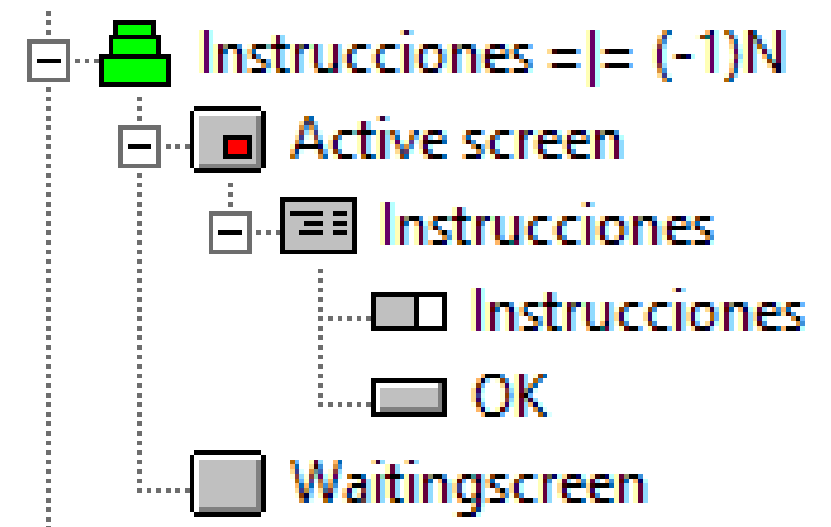 Instrucciones =|= (-1)N
Active screen
Instrucciones
Instrucciones
OK
Waitingscreen